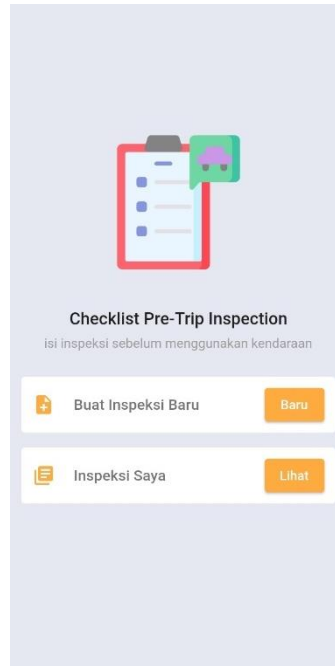 Checklist Pre-Trip Inspection
isi inspeksi sebelum menggunakan kendaraan
Buat Inspeksi Baru
Baru
Inspeksi Saya
Lihat